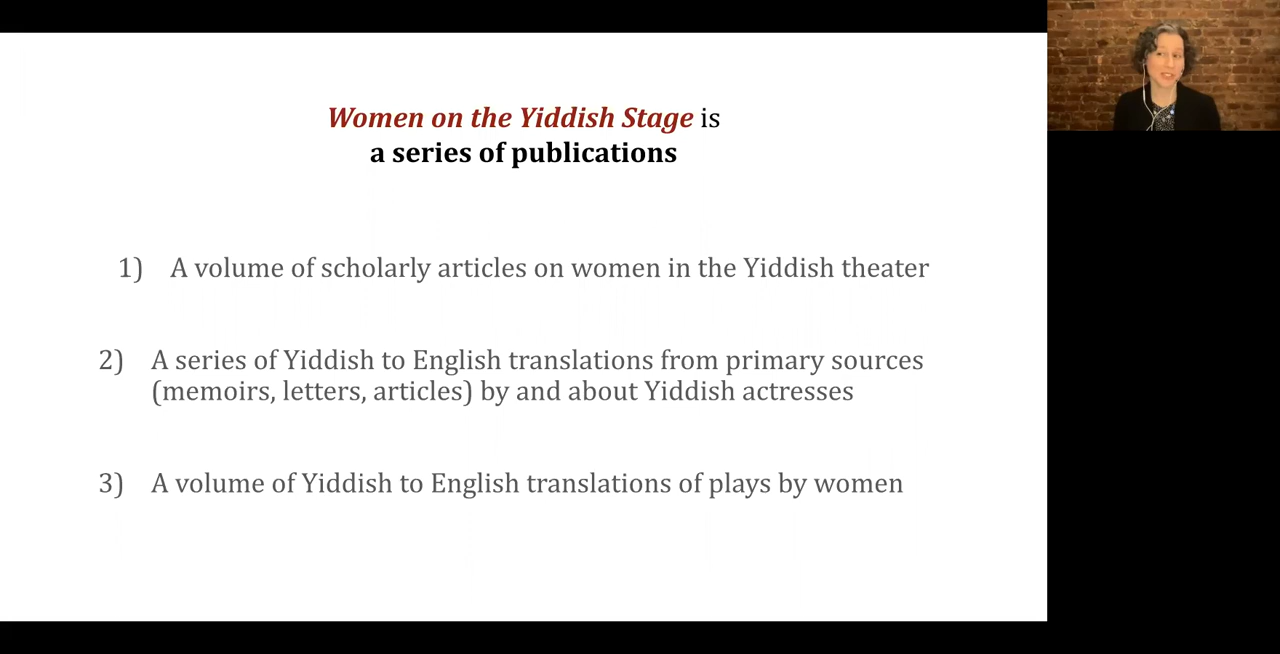 Women on the Yiddish Stage is
a series of publications
1) A volume of scholarly articles on women in the Yiddish theater
2) A series of Yiddish to English translations from primary sources
(memoirs, letters, articles) by and about Yiddish actresses
3) A volume of Yiddish to English translations of plays by women